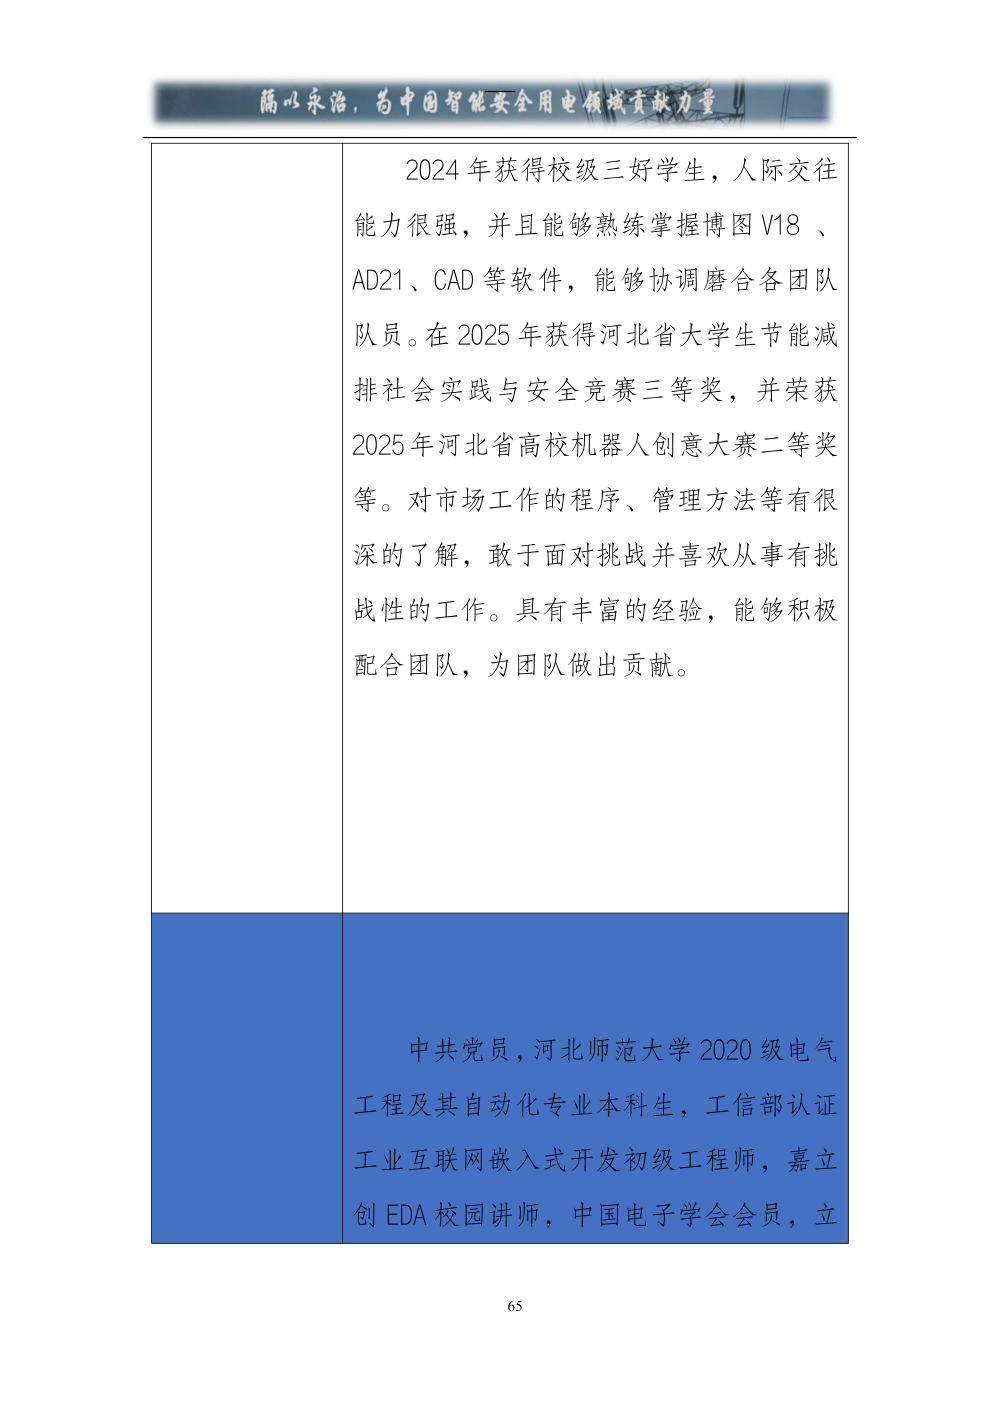 隔以永治，为中国智能安全用电领域贡献力量
2024 年获得校级三好学生，人际交往
能力很强，并且能够熟练掌握博图 V18 、
AD21、CAD 等软件，能够协调磨合各团队
队员。在 2025 年获得河北省大学生节能减
排社会实践与安全竞赛三等奖，并荣获
2025 年河北省高校机器人创意大赛二等奖
等。对市场工作的程序、管理方法等有很
深的了解，敢于面对挑战并喜欢从事有挑
战性的工作。具有丰富的经验，能够积极
配合团队，为团队做出贡献。
中共党员，河北师范大学 2020 级电气
工程及其自动化专业本科生，工信部认证
工业互联网嵌入式开发初级工程师，嘉立
创 EDA 校园讲师，中国电子学会会员，立
65